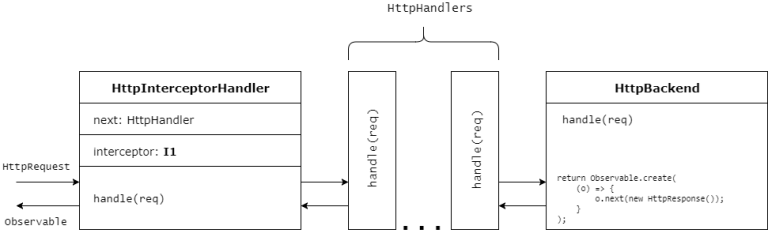 HttpHandlers
HttpInterceptorHandler
next: HttpHandler
interceptor: I1
handle(req)
HttpRequest
Observable
handle(req)
...
handle(req)
HttpBackend
handle(req)
return Observable.create(
(o) => {
o.next(new HttpResponse());
}
);